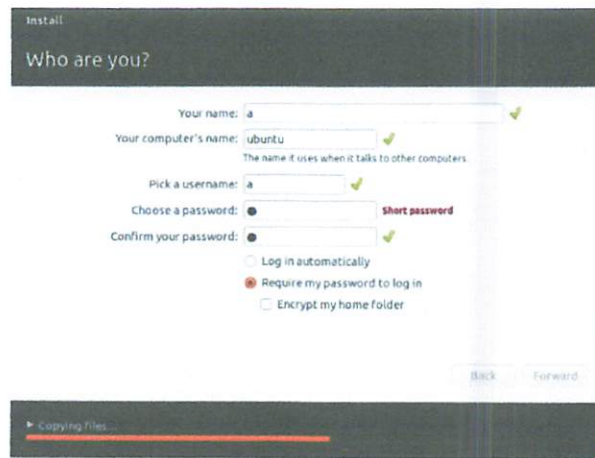 Install
Who are you?
Your name: a
Your computer's name: ubuntu
The name it uses when it talks to other computers.
Pick a username: a
Choose a password: ● Short password
Confirm your password: ●
Log in automatically
Require my password to log in
Encrypt my home folder
Back Forward
Copying files...